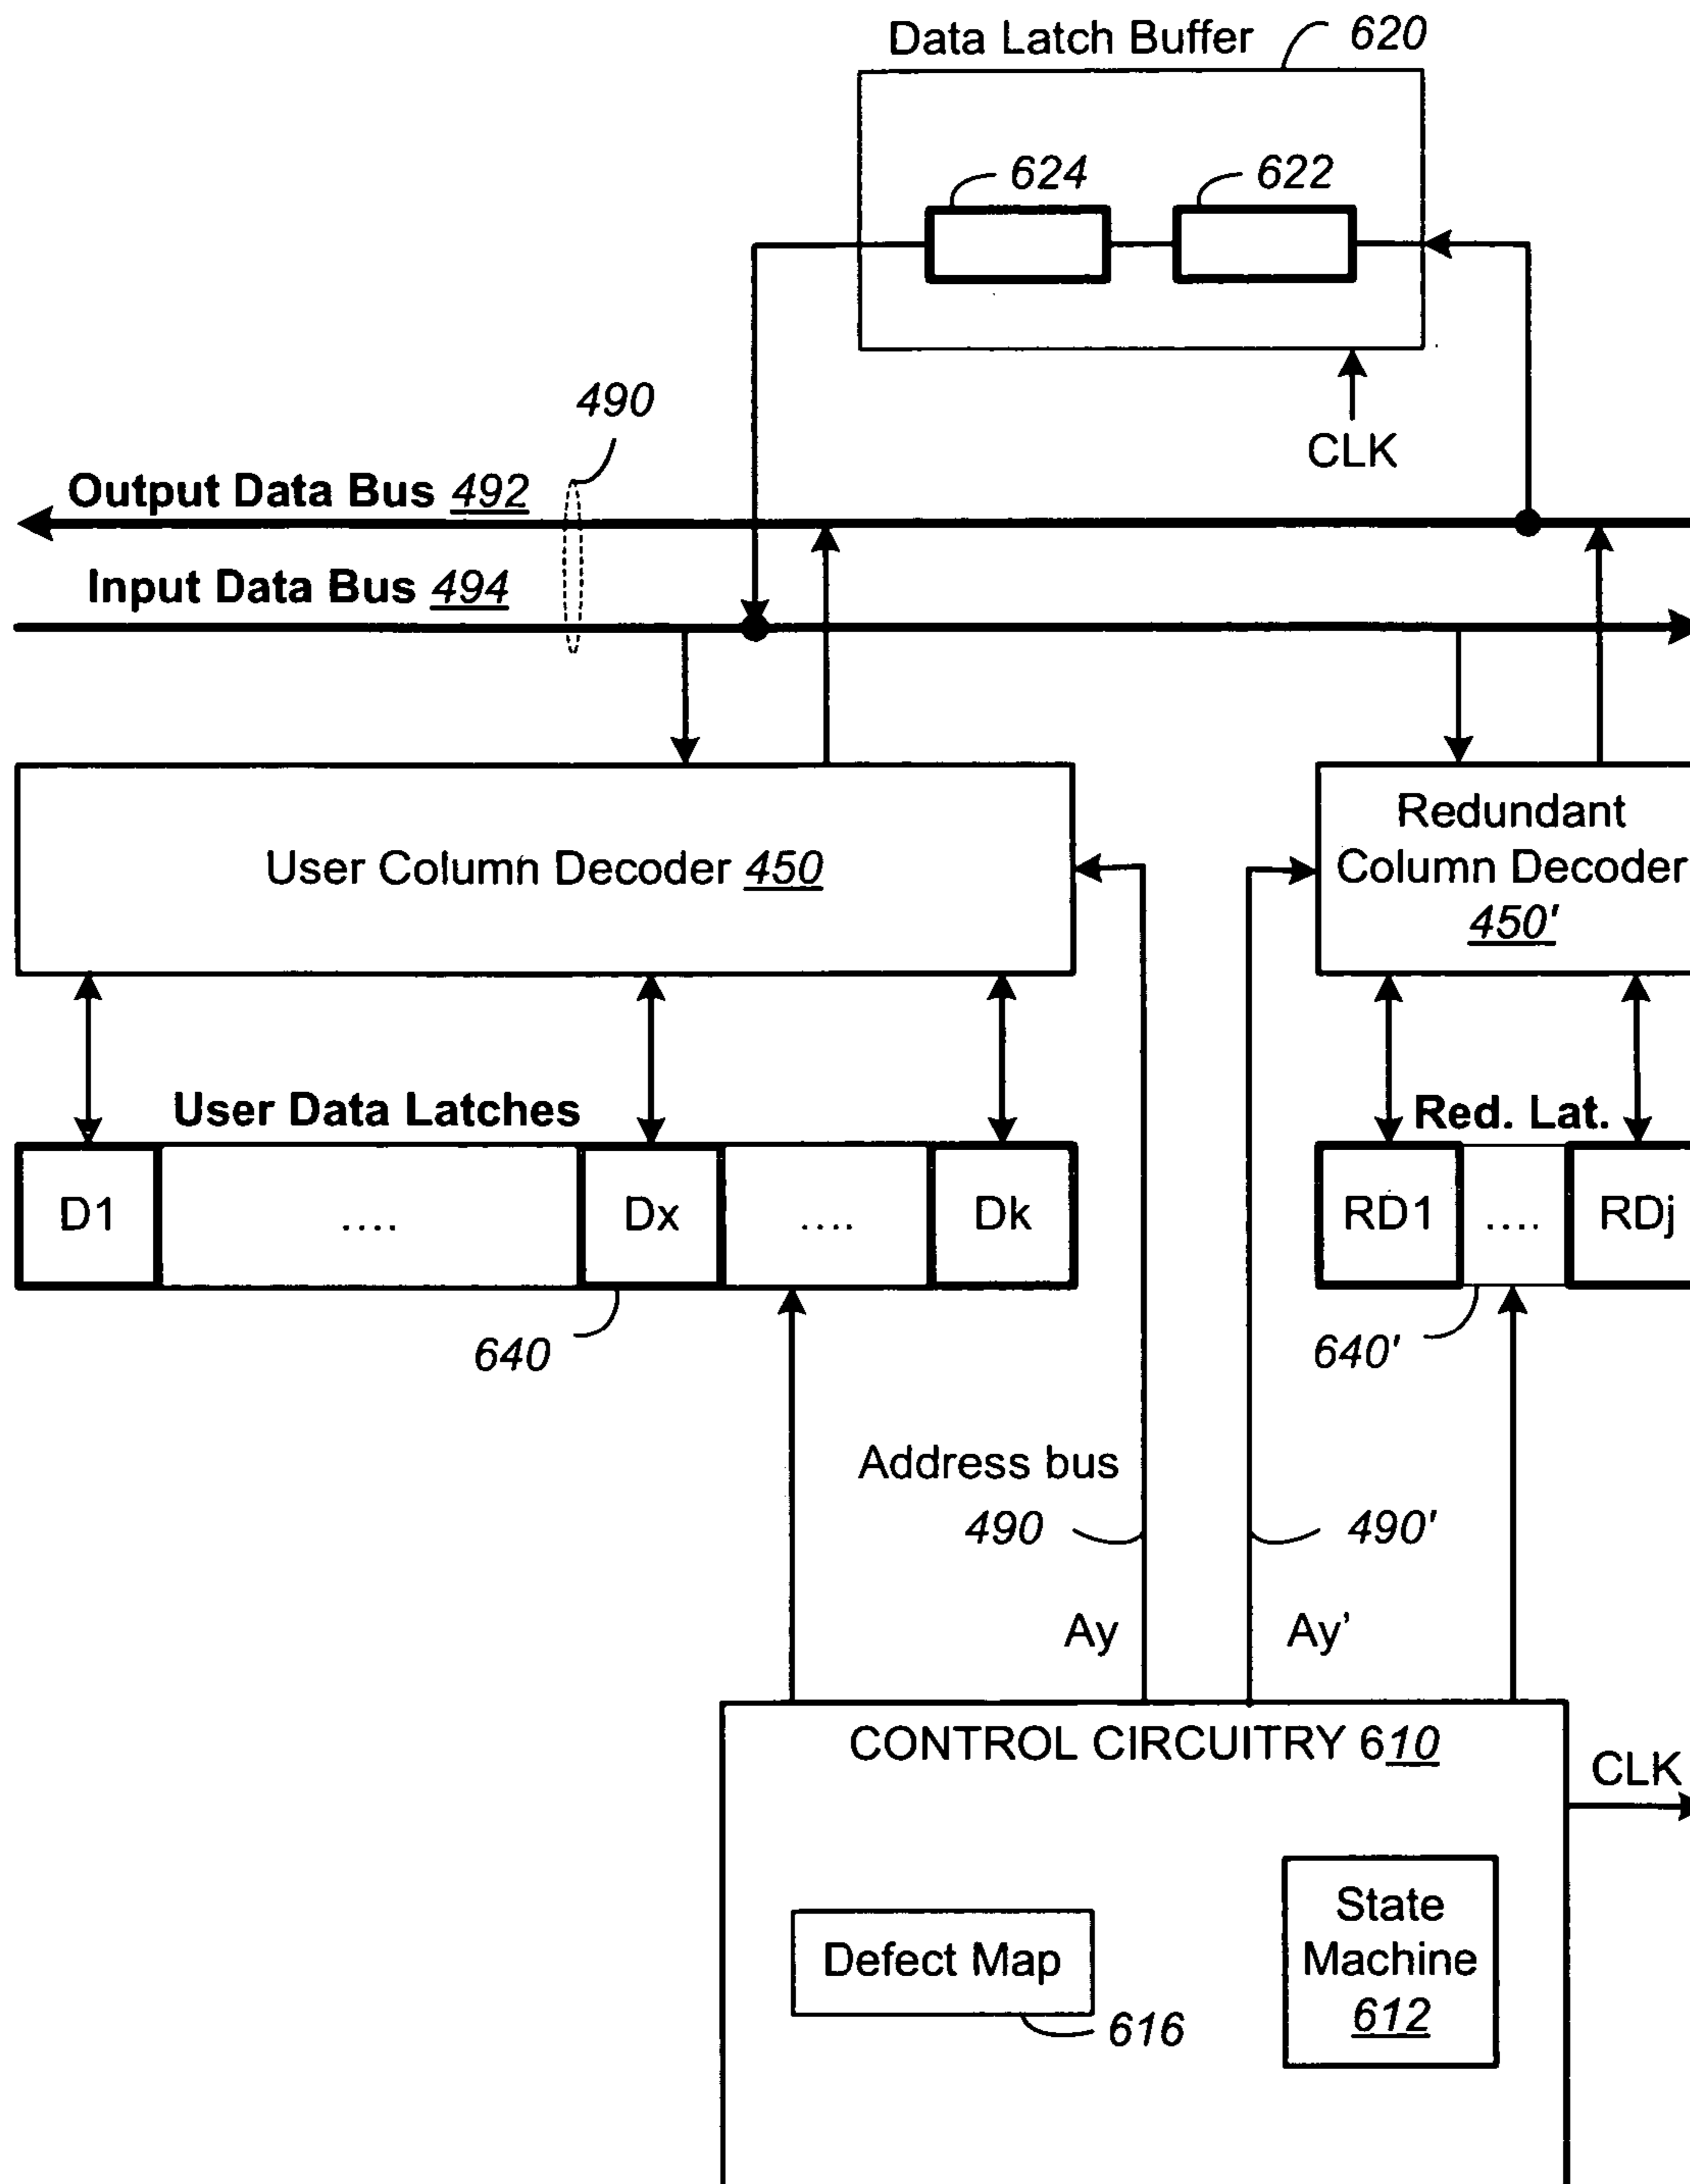 Data Latch Buffer 620
624 622
490
CLK
Output Data Bus 492
Input Data Bus 494
User Column Decoder 450
Redundant
Column Decoder
450'
User Data Latches
Red. Lat.
D1 .... Dx .... Dk
RD1 .... RDj
640
640'
Address bus
490
490'
Ay
Ay'
CONTROL CIRCUITRY 610
CLK
State
Machine
612
Defect Map
616